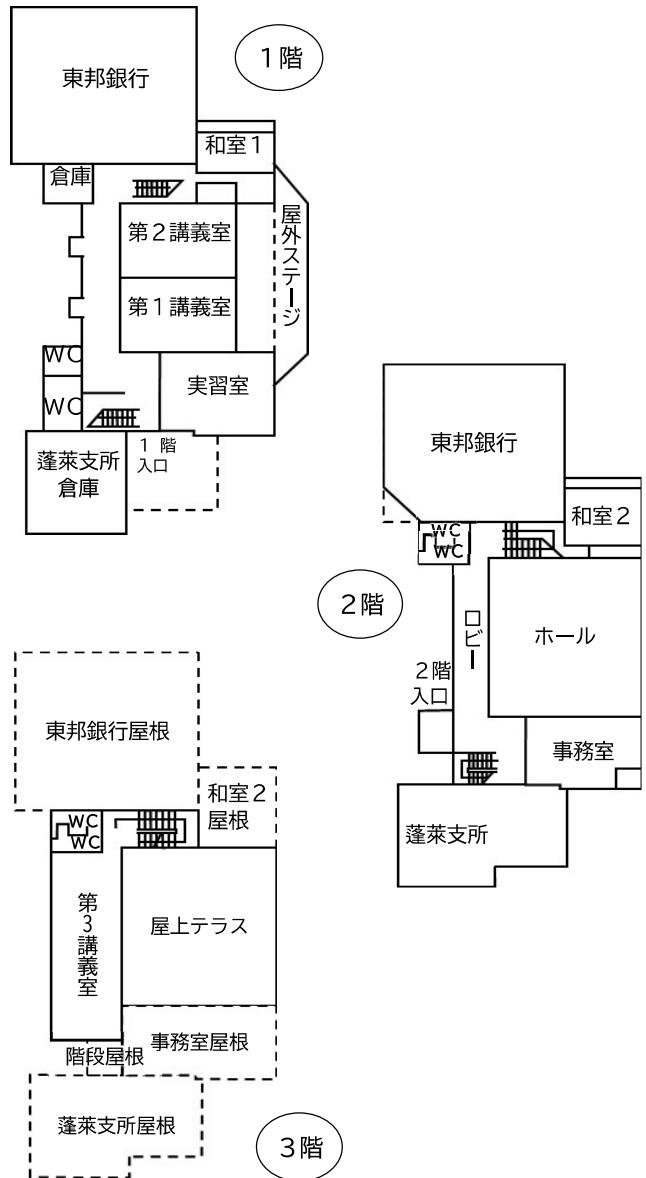 1階
東邦銀行
和室1
倉庫
第2講義室
屋外ステージ
第1講義室
WC
実習室
WC
1 階
入口
蓬萊支所
倉庫
2階
東邦銀行
和室2
WC
WC
ロビー
ホール
2階
入口
事務室
蓬萊支所
3階
東邦銀行屋根
和室2
屋根
WC
WC
第3講義室
屋上テラス
事務室屋根
階段屋根
蓬萊支所屋根